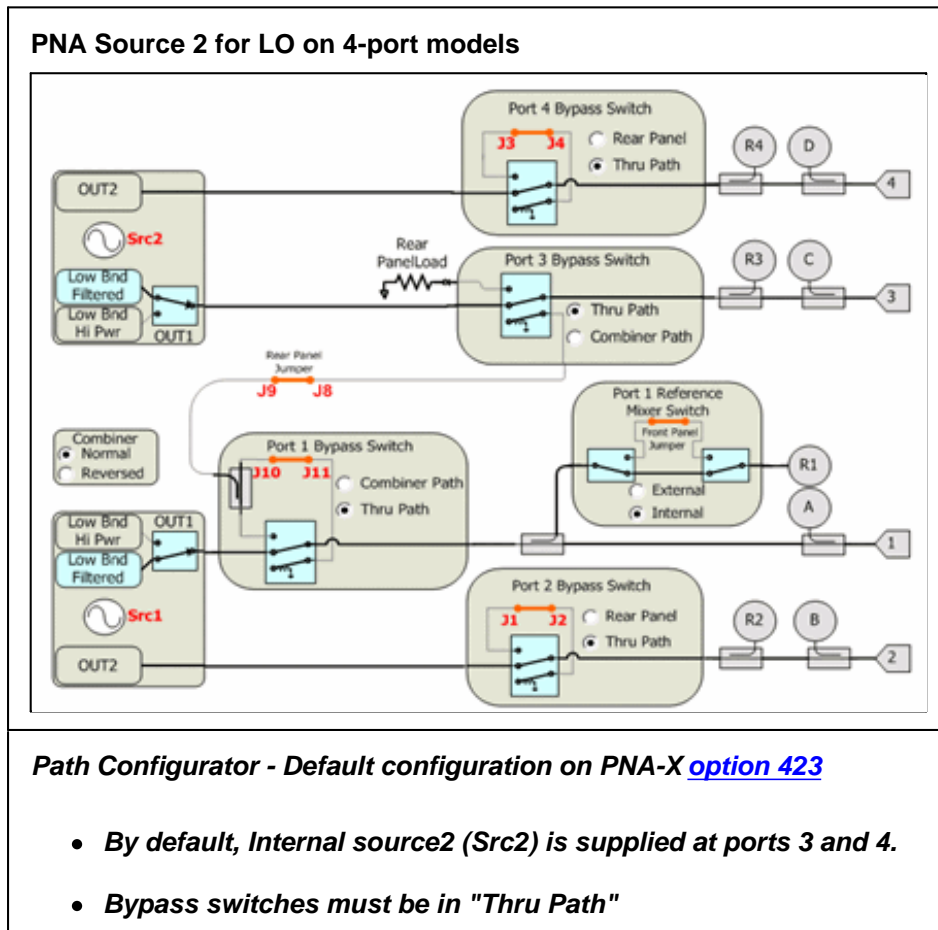 PNA Source 2 for LO on 4-port models
Port 4 Bypass Switch
J3 J4
Rear Panel
Thru Path
R4
D
4
OUT2
Src2
Low Bnd
Filtered
Low Bnd
Hi Pwr
OUT1
Rear
PanelLoad
Port 3 Bypass Switch
Thru Path
Combiner Path
R3
C
3
Rear Panel
Jumper
J9 J8
Port 1 Reference
Mixer Switch
Front Panel
Jumper
External
Internal
R1
A
1
Combiner
Normal
Reversed
Port 1 Bypass Switch
J10 J11
Combiner Path
Thru Path
Low Bnd
Hi Pwr
OUT1
Low Bnd
Filtered
Src1
OUT2
Port 2 Bypass Switch
J1 J2
Rear Panel
Thru Path
R2
B
2
Path Configurator - Default configuration on PNA-X option 423
• By default, Internal source2 (Src2) is supplied at ports 3 and 4.
• Bypass switches must be in "Thru Path"